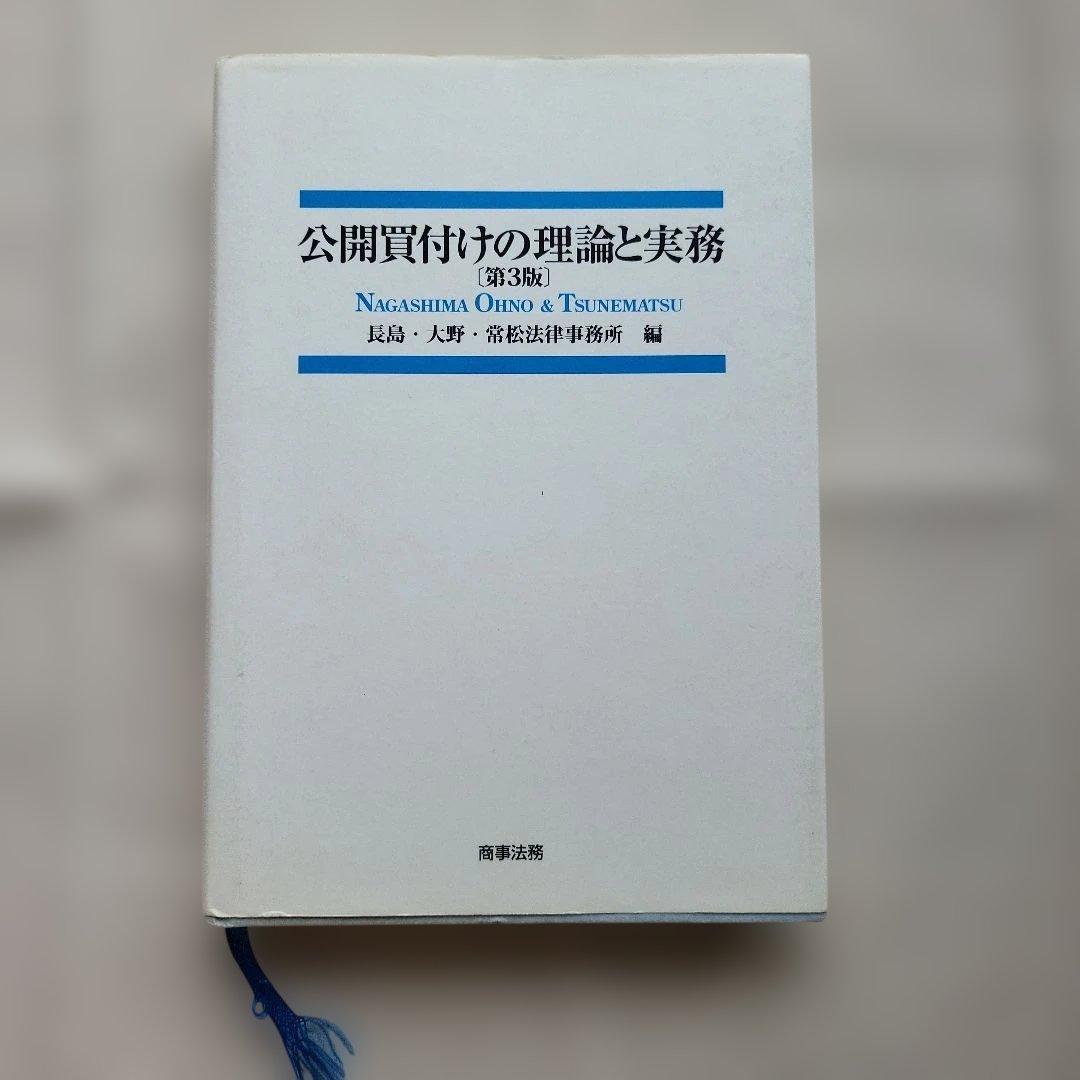 公開買付けの理論と実務
〔第3版〕
NAGASHIMA OHNO & TSUNEMATSU
長島・大野・常松法律事務所 編
商事法務